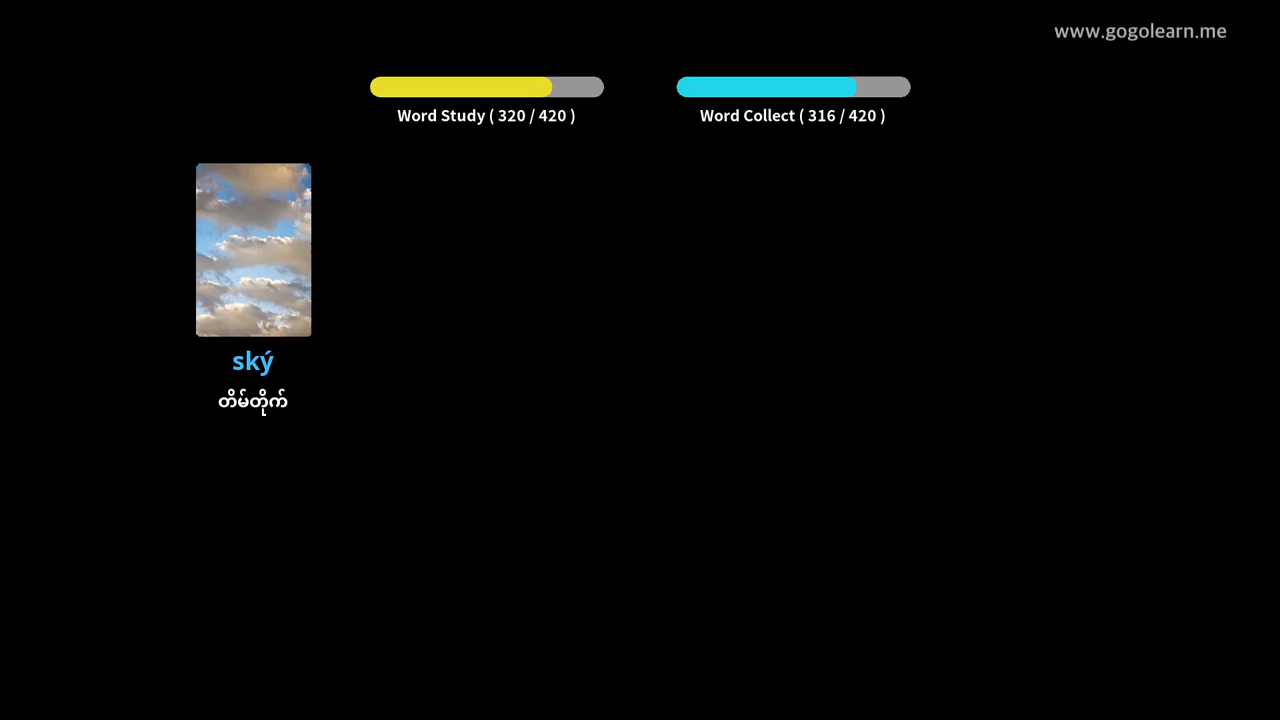 www.gogolearn.me
Word Study ( 320 / 420 )
Word Collect ( 316 / 420 )
ský
တိမ်တိုက်